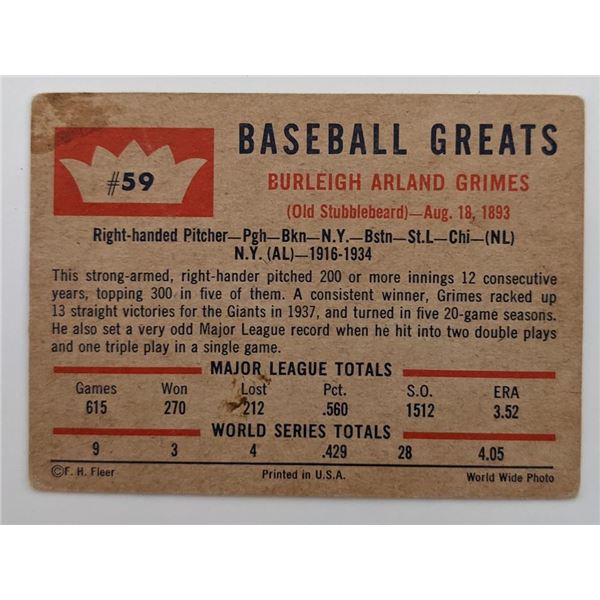 #59
BASEBALL GREATS
BURLEIGH ARLAND GRIMES
(Old Stubblebeard)—Aug. 18, 1893
Right-handed Pitcher—Pgh—Bkn—N.Y.—Bstn—St.L—Chi—(NL)
N.Y. (AL)—1916-1934
This strong-armed, right-hander pitched 200 or more innings 12 consecutive
years, topping 300 in five of them. A consistent winner, Grimes racked up
13 straight victories for the Giants in 1937, and turned in five 20-game seasons.
He also set a very odd Major League record when he hit into two double plays
and one triple play in a single game.
MAJOR LEAGUE TOTALS
Games Won Lost Pct. S.O. ERA
615 270 212 .560 1512 3.52
WORLD SERIES TOTALS
9 3 4 .429 28 4.05
©F. H. Fleer Printed in U.S.A. World Wide Photo